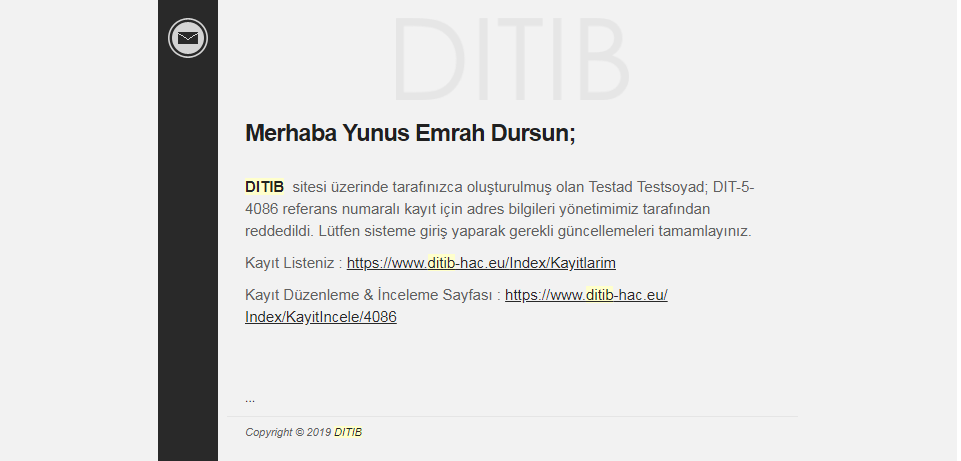 DITIB
Merhaba Yunus Emrah Dursun;
DITIB sitesi üzerinde tarafınızca oluşturulmuş olan Testad Testsoyad; DIT-5-
4086 referans numaralı kayıt için adres bilgileri yönetimimiz tarafından
reddedildi. Lütfen sisteme giriş yaparak gerekli güncellemeleri tamamlayınız.
Kayıt Listeniz : https://www.ditib-hac.eu/Index/Kayitlarim
Kayıt Düzenleme & İnceleme Sayfası : https://www.ditib-hac.eu/
Index/KayitIncele/4086
...
Copyright © 2019 DITIB